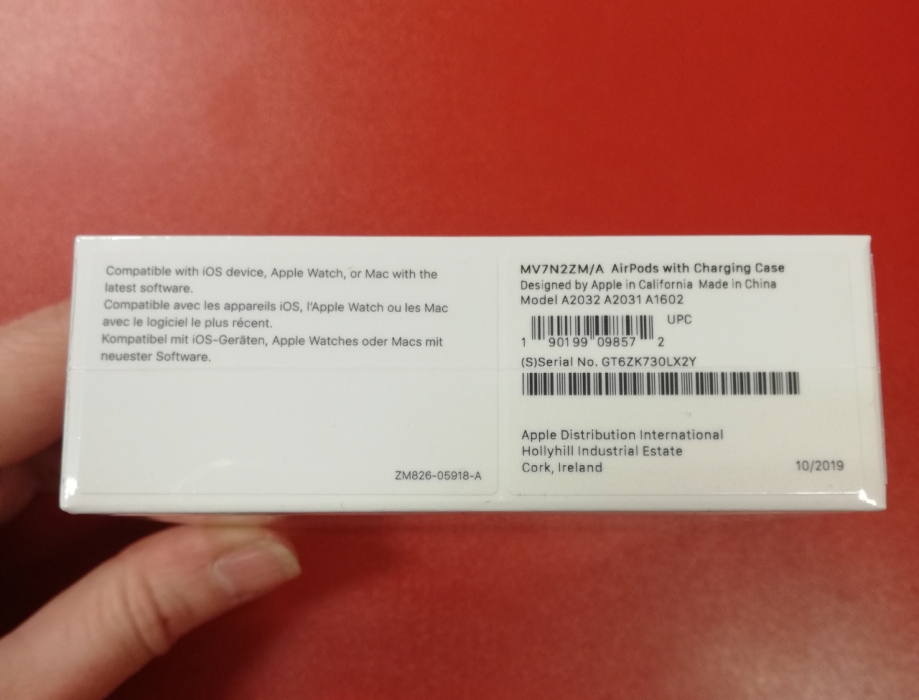 Compatible with iOS device, Apple Watch, or Mac with the
latest software.
Compatible avec les appareils iOS, l'Apple Watch ou les Mac
avec le logiciel le plus récent.
Kompatibel mit iOS-Geräten, Apple Watches oder Macs mit
neuester Software.
ZM826-05918-A
MV7N2ZM/A AirPods with Charging Case
Designed by Apple in California Made in China
Model A2032 A2031 A1602
UPC
1 90199 09857 2
(S)Serial No. GT6ZK730LX2Y
Apple Distribution International
Hollyhill Industrial Estate
Cork, Ireland
10/2019